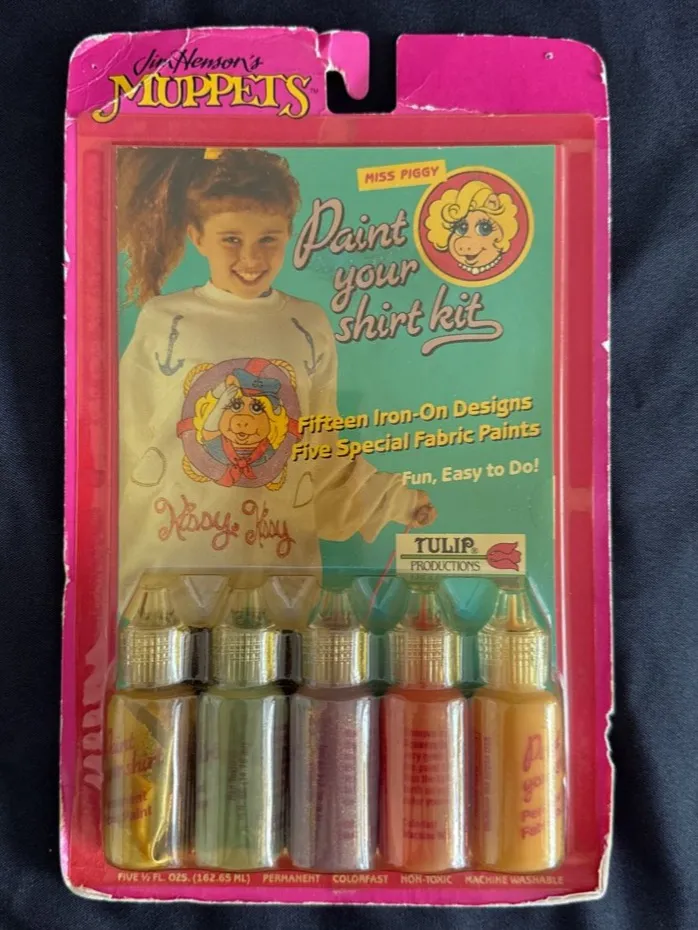 Jim Henson's
MUPPETS™
MISS PIGGY
Paint
your
shirt kit
Fifteen Iron-On Designs
Five Special Fabric Paints
Fun, Easy to Do!
Kissy, Kissy
TULIP®
PRODUCTIONS
FIVE ½ FL. OZS. (162.65 ML) PERMANENT COLORFAST NON-TOXIC MACHINE WASHABLE